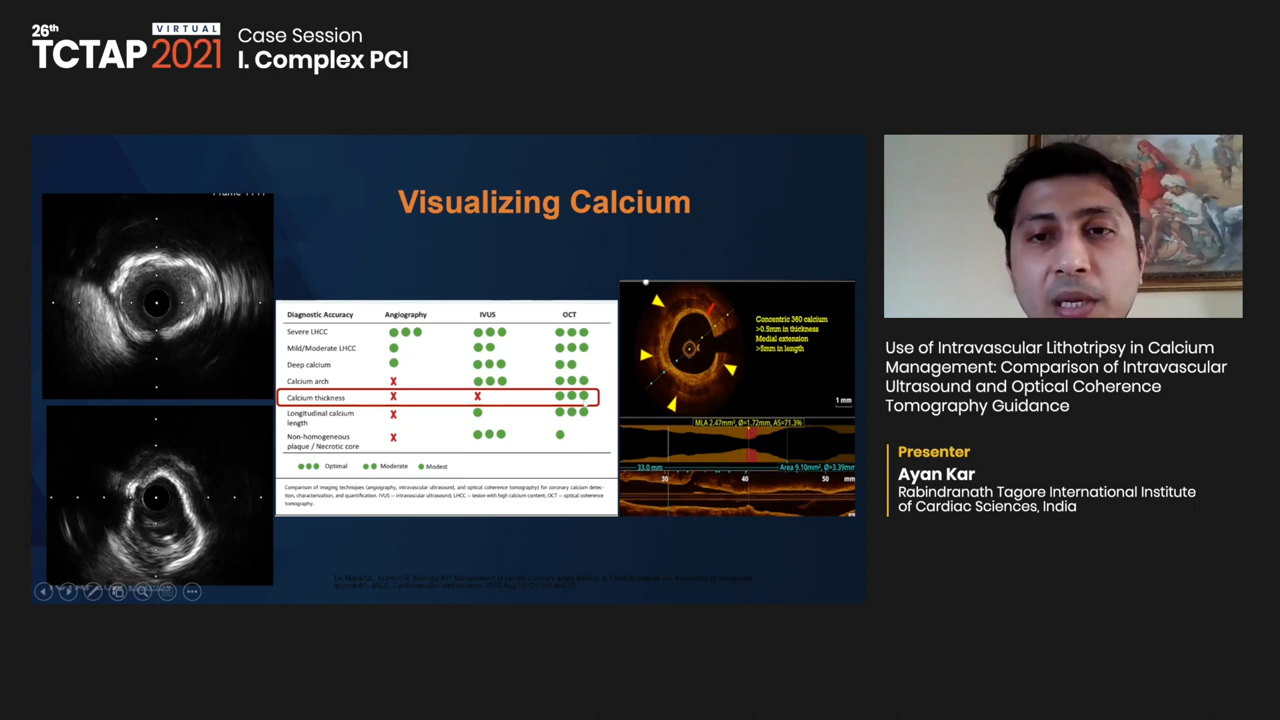 26th
VIRTUAL
TCTAP 2021
Case Session
I. Complex PCI
Visualizing Calcium
Diagnostic Accuracy Angiography IVUS OCT
Severe LHCC
Mild/Moderate LHCC
Deep calcium
Calcium arch X
Calcium thickness X X
Longitudinal calcium
length X
Non-homogeneous
plaque / Necrotic core X
Optimal Moderate Modest
Comparison of imaging techniques (angiography, intravascular ultrasound, and optical coherence tomography) for coronary calcium detec-
tion, characterization, and quantification. IVUS = intravascular ultrasound; LHCC = lesion with high calcium content; OCT = optical coherence
tomography.
Concentric 360 calcium
>0.5mm in thickness
Medial extension
>5mm in length
1 mm
MLA 2.47mm², Ø=1.72mm, AS=71.3%
33.0 mm Area 9.10mm², Ø=3.39mm
30 40 50 mm
Use of Intravascular Lithotripsy in Calcium
Management: Comparison of Intravascular
Ultrasound and Optical Coherence
Tomography Guidance
Presenter
Ayan Kar
Rabindranath Tagore International Institute
of Cardiac Sciences, India